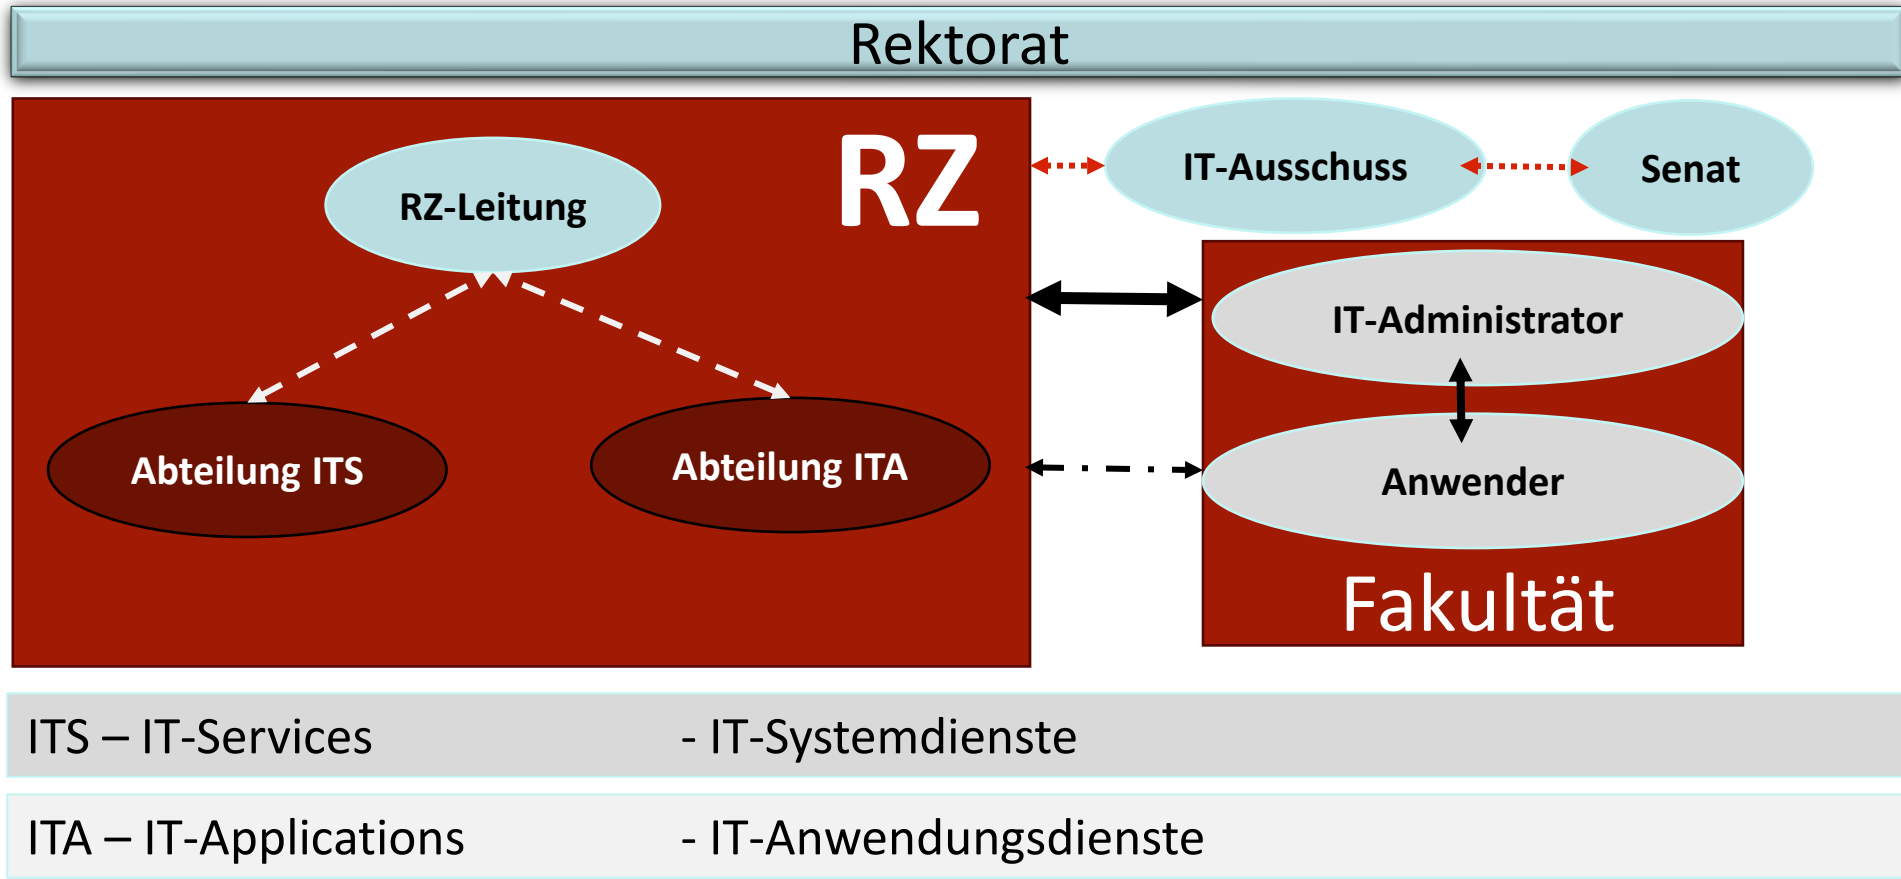 Rektorat
RZ
RZ-Leitung
Abteilung ITS
Abteilung ITA
IT-Ausschuss
Senat
IT-Administrator
Anwender
Fakultät
ITS – IT-Services - IT-Systemdienste
ITA – IT-Applications - IT-Anwendungsdienste